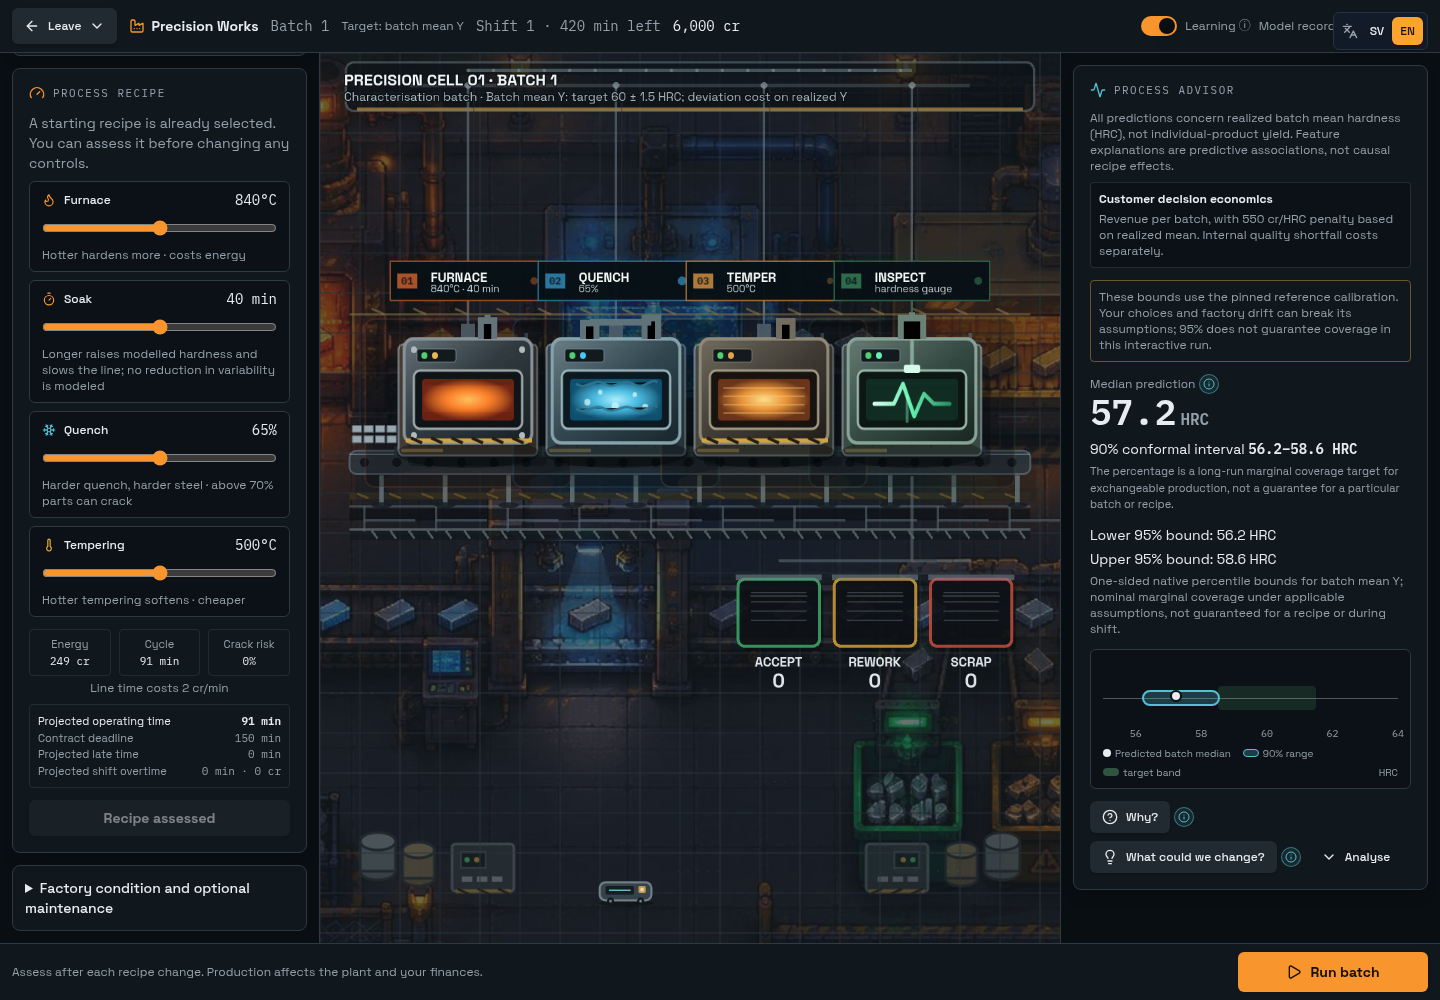 Leave
Precision Works
Batch 1
Target: batch mean Y
Shift 1 · 420 min left
6,000 cr
Learning
Model record
SV
EN
PROCESS RECIPE
A starting recipe is already selected.
You can assess it before changing any
controls.
Furnace
840°C
Hotter hardens more · costs energy
Soak
40 min
Longer raises modelled hardness and
slows the line; no reduction in variability
is modeled
Quench
65%
Harder quench, harder steel · above 70%
parts can crack
Tempering
500°C
Hotter tempering softens · cheaper
Energy
249 cr
Cycle
91 min
Crack risk
0%
Line time costs 2 cr/min
Projected operating time 91 min
Contract deadline 150 min
Projected late time 0 min
Projected shift overtime 0 min · 0 cr
Recipe assessed
Factory condition and optional
maintenance
PRECISION CELL 01 · BATCH 1
Characterisation batch · Batch mean Y: target 60 ± 1.5 HRC; deviation cost on realized Y
01 FURNACE
840°C · 40 min
02 QUENCH
65%
03 TEMPER
500°C
04 INSPECT
hardness gauge
ACCEPT
0
REWORK
0
SCRAP
0
PROCESS ADVISOR
All predictions concern realized batch mean hardness
(HRC), not individual-product yield. Feature
explanations are predictive associations, not causal
recipe effects.
Customer decision economics
Revenue per batch, with 550 cr/HRC penalty based
on realized mean. Internal quality shortfall costs
separately.
These bounds use the pinned reference calibration.
Your choices and factory drift can break its
assumptions; 95% does not guarantee coverage in
this interactive run.
Median prediction
57.2 HRC
90% conformal interval 56.2–58.6 HRC
The percentage is a long-run marginal coverage target for
exchangeable production, not a guarantee for a particular
batch or recipe.
Lower 95% bound: 56.2 HRC
Upper 95% bound: 58.6 HRC
One-sided native percentile bounds for batch mean Y;
nominal marginal coverage under applicable
assumptions, not guaranteed for a recipe or during
shift.
56 58 60 62 64
Predicted batch median
90% range
target band
HRC
Why?
What could we change?
Analyse
Assess after each recipe change. Production affects the plant and your finances.
Run batch